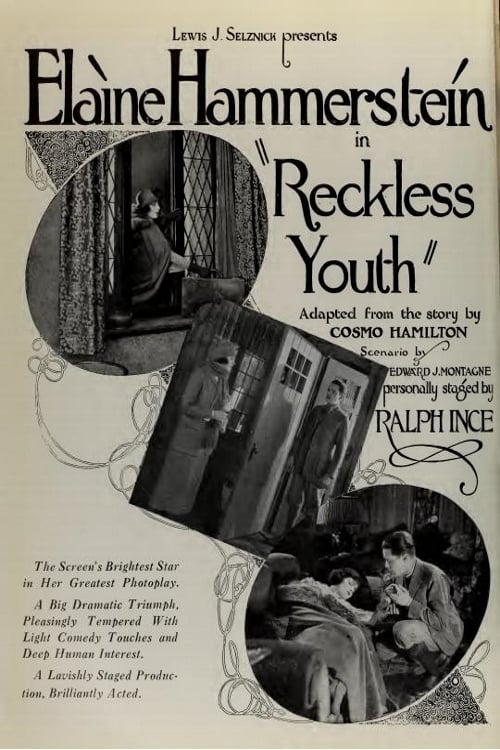 LEWIS J. SELZNICK presents
Elaine Hammerstein
in
"Reckless
Youth"
Adapted from the story by
COSMO HAMILTON
Scenario by
EDWARD J. MONTAGNE
personally staged by
RALPH INCE
The Screen's Brightest Star
in Her Greatest Photoplay.
A Big Dramatic Triumph,
Pleasingly Tempered With
Light Comedy Touches and
Deep Human Interest.
A Lavishly Staged Produc-
tion, Brilliantly Acted.